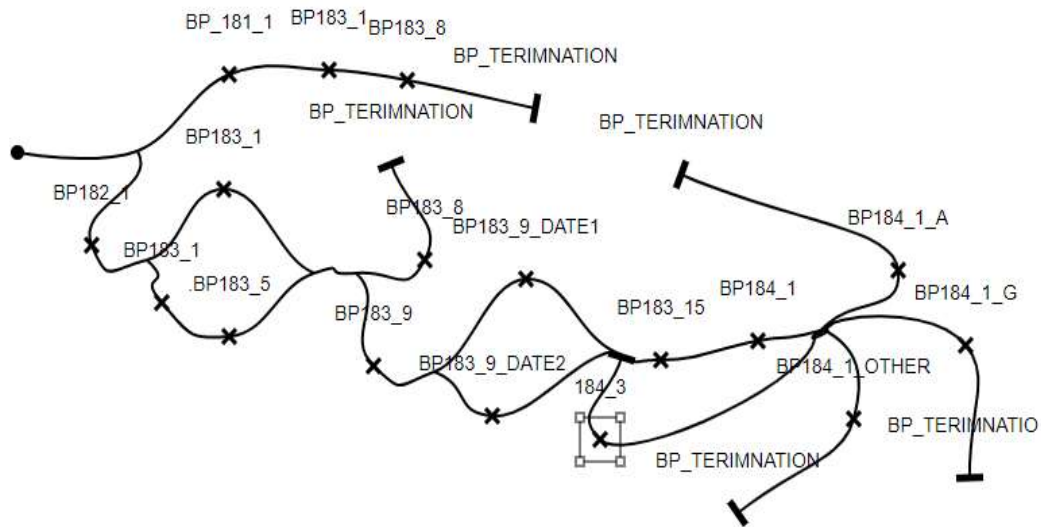 BP_181_1
BP183_1
BP183_8
BP_TERIMNATION
BP_TERIMNATION
BP_TERIMNATION
BP183_1
BP182_1
BP183_8
BP184_1_A
BP183_9_DATE1
BP183_1
.BP183_5
BP184_1
BP184_1_G
BP183_15
BP183_9
BP183_9_DATE2
BP184_1_OTHER
184_3
BP_TERIMNATIO
BP_TERIMNATION